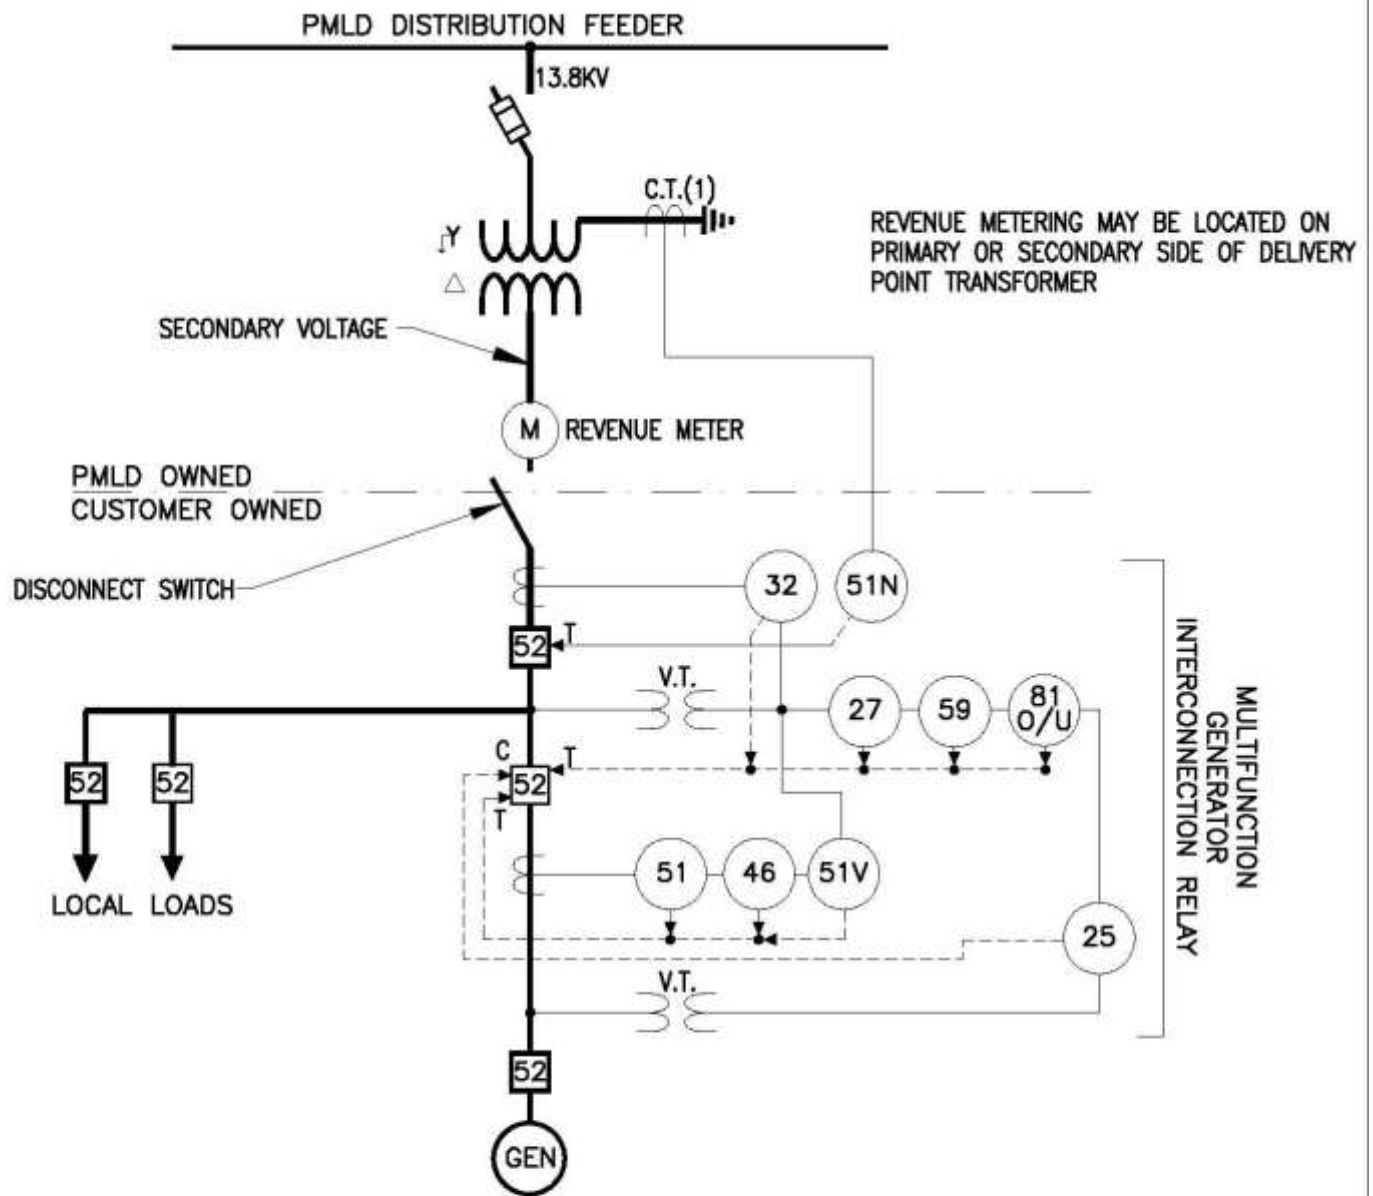 PMLD DISTRIBUTION FEEDER
13.8KV
C.T.(1)
Y
REVENUE METERING MAY BE LOCATED ON
PRIMARY OR SECONDARY SIDE OF DELIVERY
POINT TRANSFORMER
SECONDARY VOLTAGE
M
REVENUE METER
PMLD OWNED
CUSTOMER OWNED
DISCONNECT SWITCH
32
51N
52
T
V.T.
27
59
81
O/U
C
T
52
T
52
52
LOCAL LOADS
51
46
51V
25
V.T.
52
GEN
MULTIFUNCTION
GENERATOR
INTERCONNECTION RELAY